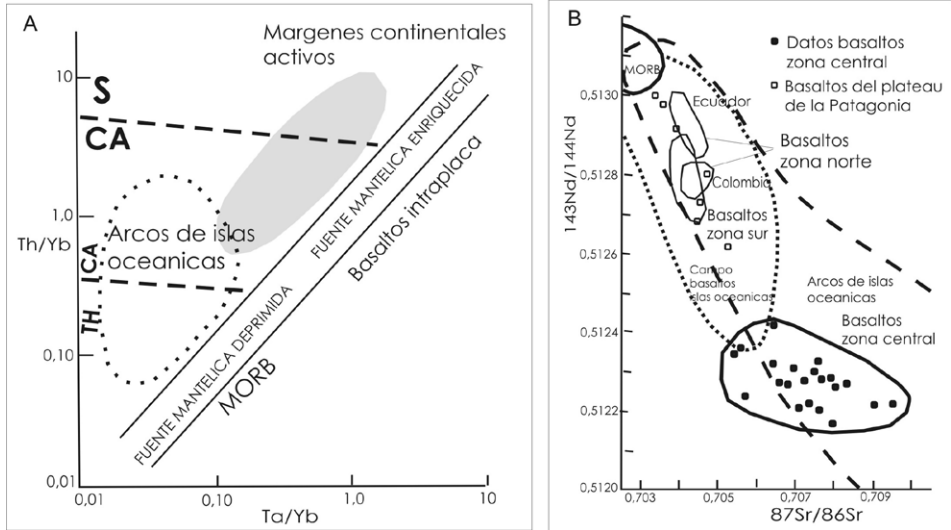 A
Margenes continentales
activos
10
S
CA
FUENTE MANTELICA ENRIQUECIDA
Basaltos intraplaca
1.0
Th/Yb
Arcos de islas
oceanicas
ICA
TH
0,10
FUENTE MANTELICA DEPRIMIDA
MORB
0,01
0,01
0,10
1.0
10
Ta/Yb
B
143Nd/144Nd
MORB
Datos basaltos
zona central
Basaltos del plateau
de la Patagonia
0,5130
Ecuador
Basaltos
zona norte
0,5128
Colombia
Basaltos
zona sur
0,5126
Campo
basaltos
islas oceanicas
Arcos de islas
oceanicas
Basaltos
zona central
0,5124
0,5122
0,5120
0,703
0,705
0,707
0,709
87Sr/86Sr